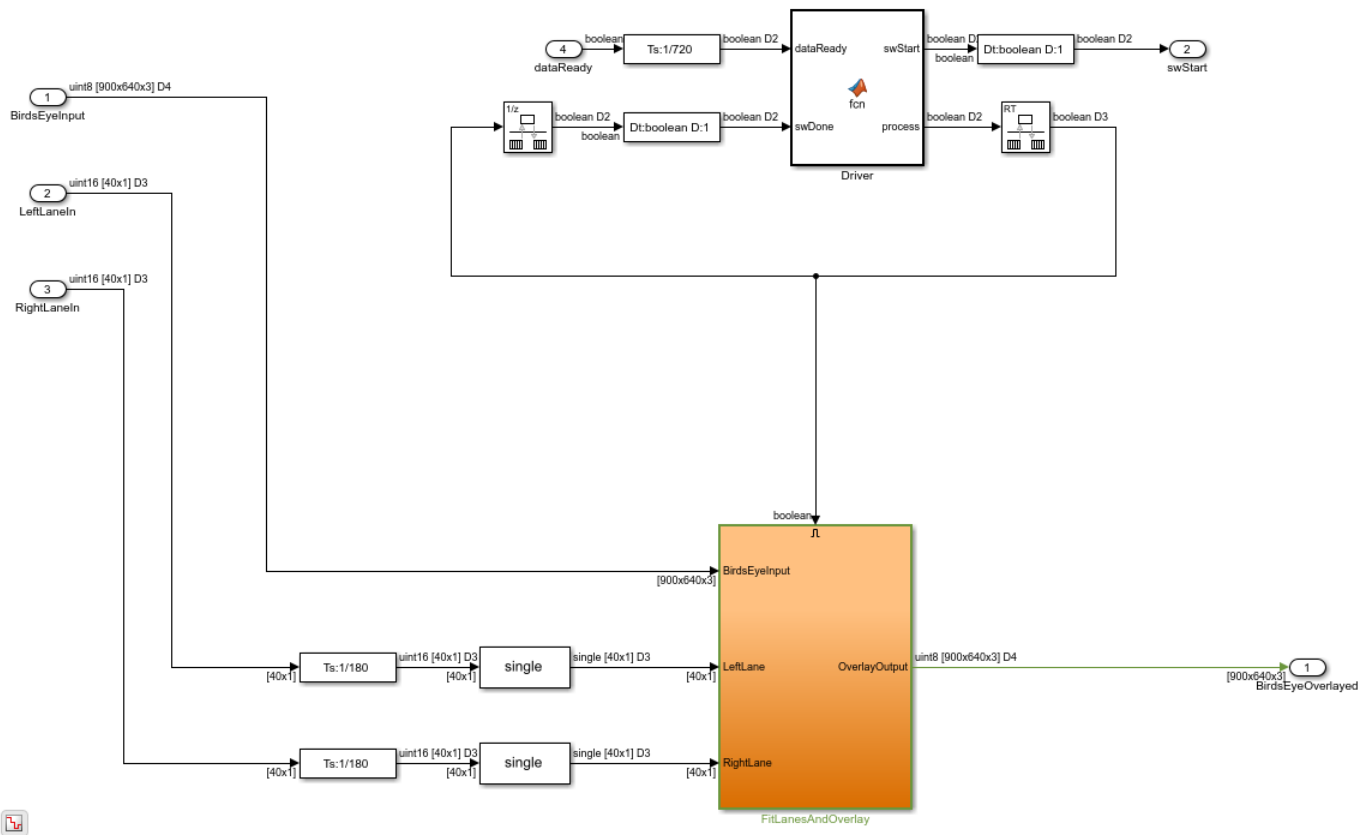 4
boolean
dataReady
Ts:1/720
boolean D2
dataReady
swStart
fcn
swDone
process
Driver
boolean D
boolean
Dt:boolean D:1
boolean D2
2
swStart
1/z
boolean D2
boolean
Dt:boolean D:1
boolean D2
boolean D2
RT
boolean D3
1
uint8 [900x640x3] D4
BirdsEyeInput
2
uint16 [40x1] D3
LeftLaneIn
3
uint16 [40x1] D3
RightLaneIn
boolean
[900x640x3]
BirdsEyeInput
[40x1]
Ts:1/180
uint16 [40x1] D3
[40x1]
single
single [40x1] D3
[40x1]
LeftLane
OverlayOutput
uint8 [900x640x3] D4
[900x640x3]
1
BirdsEyeOverlayed
[40x1]
Ts:1/180
uint16 [40x1] D3
[40x1]
single
single [40x1] D3
[40x1]
RightLane
FitLanesAndOverlay